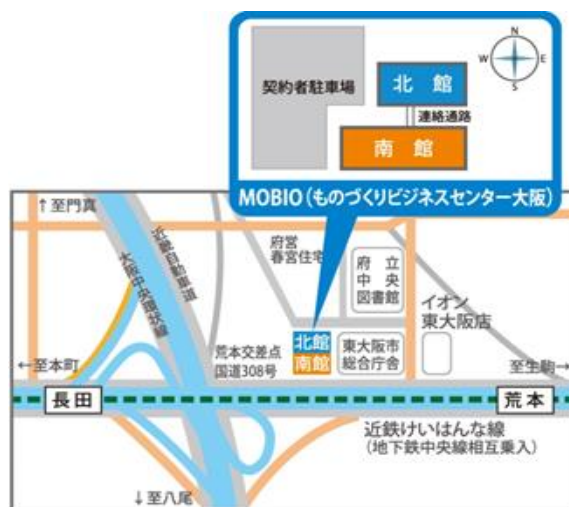 N
W E
S
契約者駐車場
北館
連絡通路
南館
MOBIO(ものづくりビジネスセンター大阪)
↑至門真
近畿自動車道
大阪中央環状線
府営
春宮住宅
府立
中央
図書館
イオン
東大阪店
荒本交差点
国道308号
北館
南館
東大阪市
総合庁舎
←至本町
至生駒→
長田
荒本
近鉄けいはんな線
(地下鉄中央線相互乗入)
↓至八尾